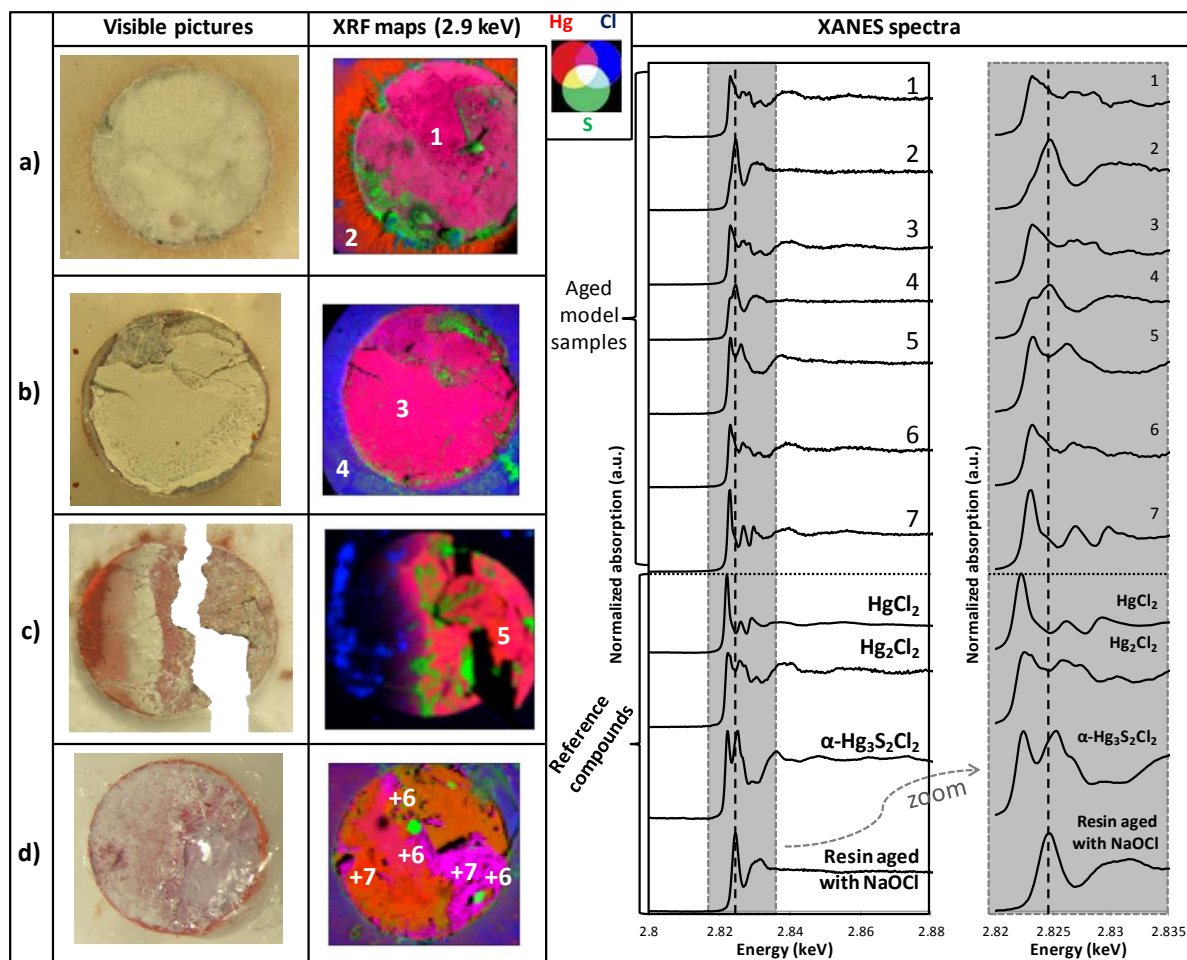 Visible pictures
XRF maps (2.9 keV)
Hg Cl
S
XANES spectra
a)
1
2
b)
3
4
c)
5
d)
+6
+6
+7
+7
+6
Aged
model
samples
Reference
compounds
Normalized absorption (a.u.)
1
2
3
4
5
6
7
HgCl₂
Hg₂Cl₂
α-Hg₃S₂Cl₂
Resin aged
with NaOCl
2.8 2.82 2.84 2.86 2.88
Energy (keV)
zoom
Normalized absorption (a.u.)
1
2
3
4
5
6
7
HgCl₂
Hg₂Cl₂
α-Hg₃S₂Cl₂
Resin aged
with NaOCl
2.82 2.825 2.83 2.835
Energy (keV)